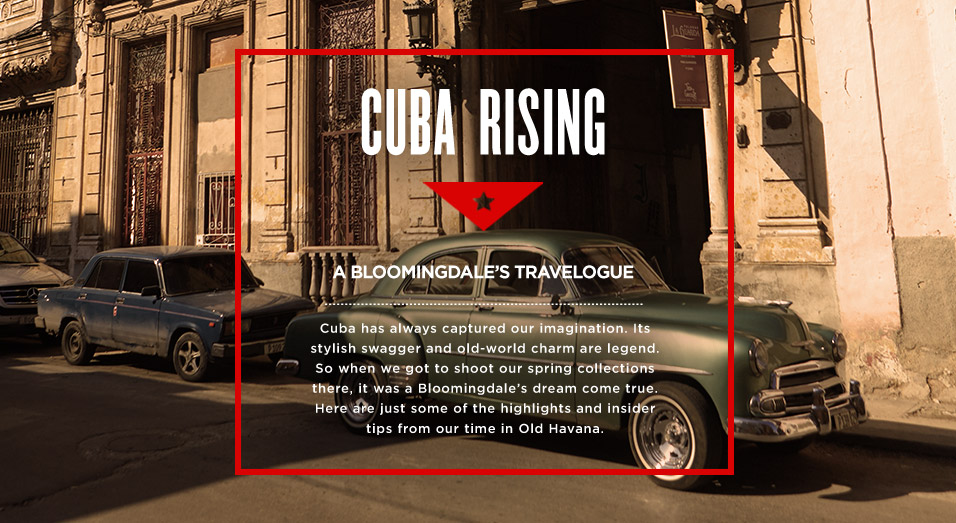 LA GUARIDA
CUBA RISING
A BLOOMINGDALE'S TRAVELOGUE
Cuba has always captured our imagination. Its
stylish swagger and old-world charm are legend.
So when we got to shoot our spring collections
there, it was a Bloomingdale's dream come true.
Here are just some of the highlights and insider
tips from our time in Old Havana.